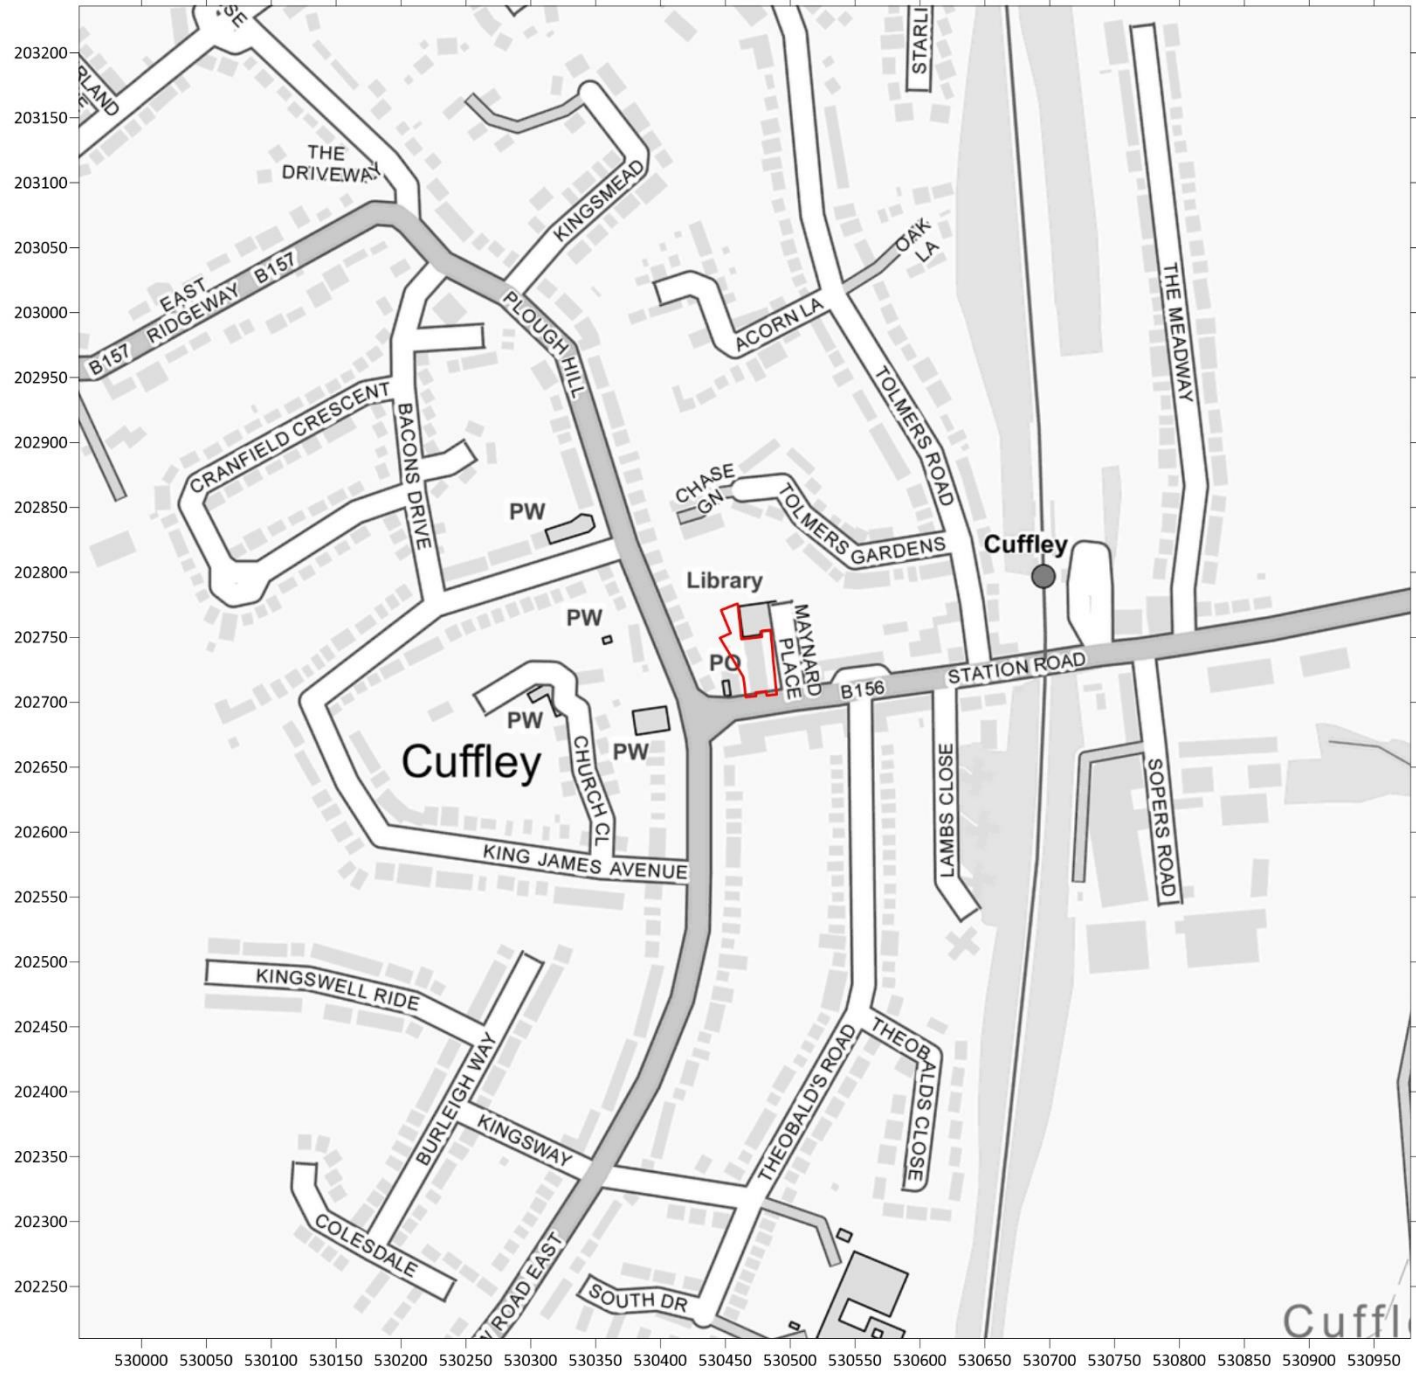 203200
203150
203100
203050
203000
202950
202900
202850
202800
202750
202700
202650
202600
202550
202500
202450
202400
202350
202300
202250
SE
RLAND
E
STARLI
THE
DRIVEWAY
KINGSMEAD
OAK
LA
EAST
RIDGEWAY
B157
B157
PLOUGH HILL
ACORN LA
THE MEADWAY
CRANFIELD CRESCENT
BACONS DRIVE
TOLMERS ROAD
CHASE
GN
TOLMERS
GARDENS
PW
Cuffley
Library
PW
MAYNARD
PLACE
PO
B156
STATION ROAD
PW
PW
Cuffley
CHURCH CL
LAMBS CLOSE
SOPERS ROAD
KING JAMES AVENUE
KINGSWELL RIDE
BURLEIGH WAY
KINGSWAY
THEOBALD'S ROAD
THEOBALDS CLOSE
COLESDALE
ROAD EAST
SOUTH DR
Cuffl
530000 530050 530100 530150 530200 530250 530300 530350 530400 530450 530500 530550 530600 530650 530700 530750 530800 530850 530900 530950